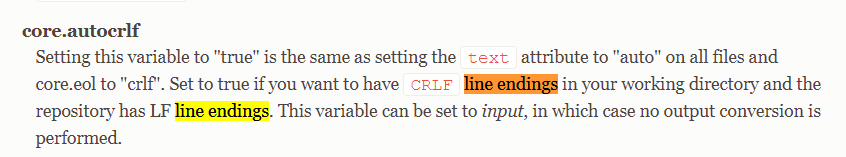 core.autocrlf
Setting this variable to "true" is the same as setting the text attribute to "auto" on all files and
core.eol to "crlf". Set to true if you want to have CRLF line endings in your working directory and the
repository has LF line endings. This variable can be set to input, in which case no output conversion is
performed.